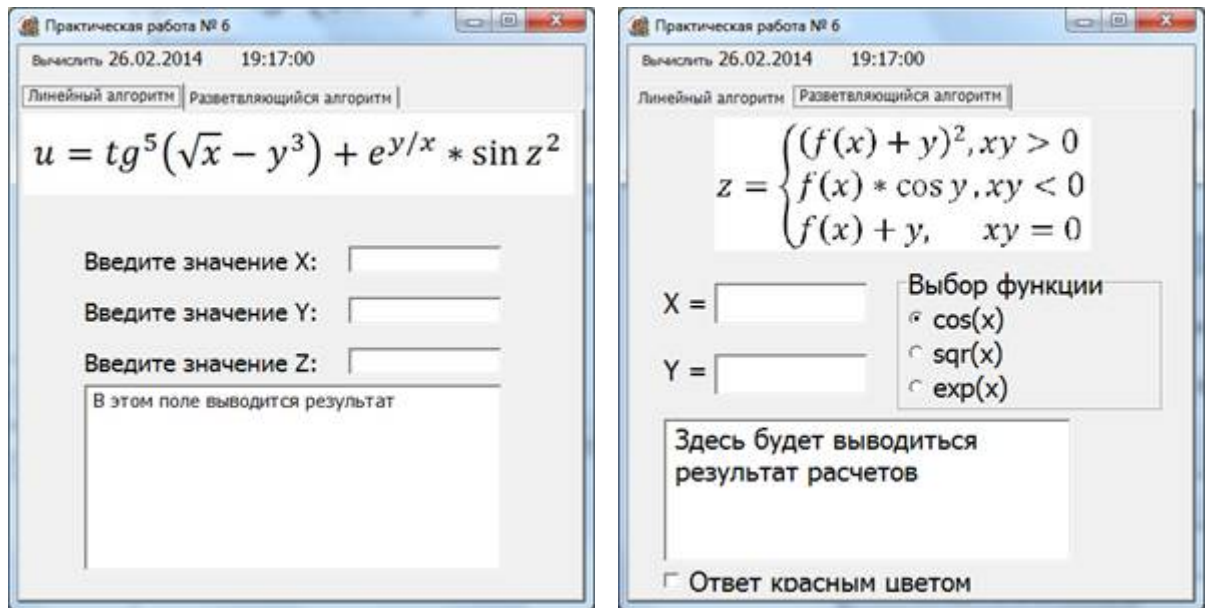 Практическая работа № 6
Вычислить 26.02.2014 19:17:00
Линейный алгоритм Разветвляющийся алгоритм
u = tg⁵(√x − y³) + e^{y/x} * sin z²
Введите значение X:
Введите значение Y:
Введите значение Z:
В этом поле выводится результат
Практическая работа № 6
Вычислить 26.02.2014 19:17:00
Линейный алгоритм Разветвляющийся алгоритм
(f(x) + y)², xy > 0
z = { f(x) * cos y, xy < 0
f(x) + y, xy = 0
X =
Y =
Выбор функции
cos(x)
sqr(x)
exp(x)
Здесь будет выводиться
результат расчетов
Ответ красным цветом